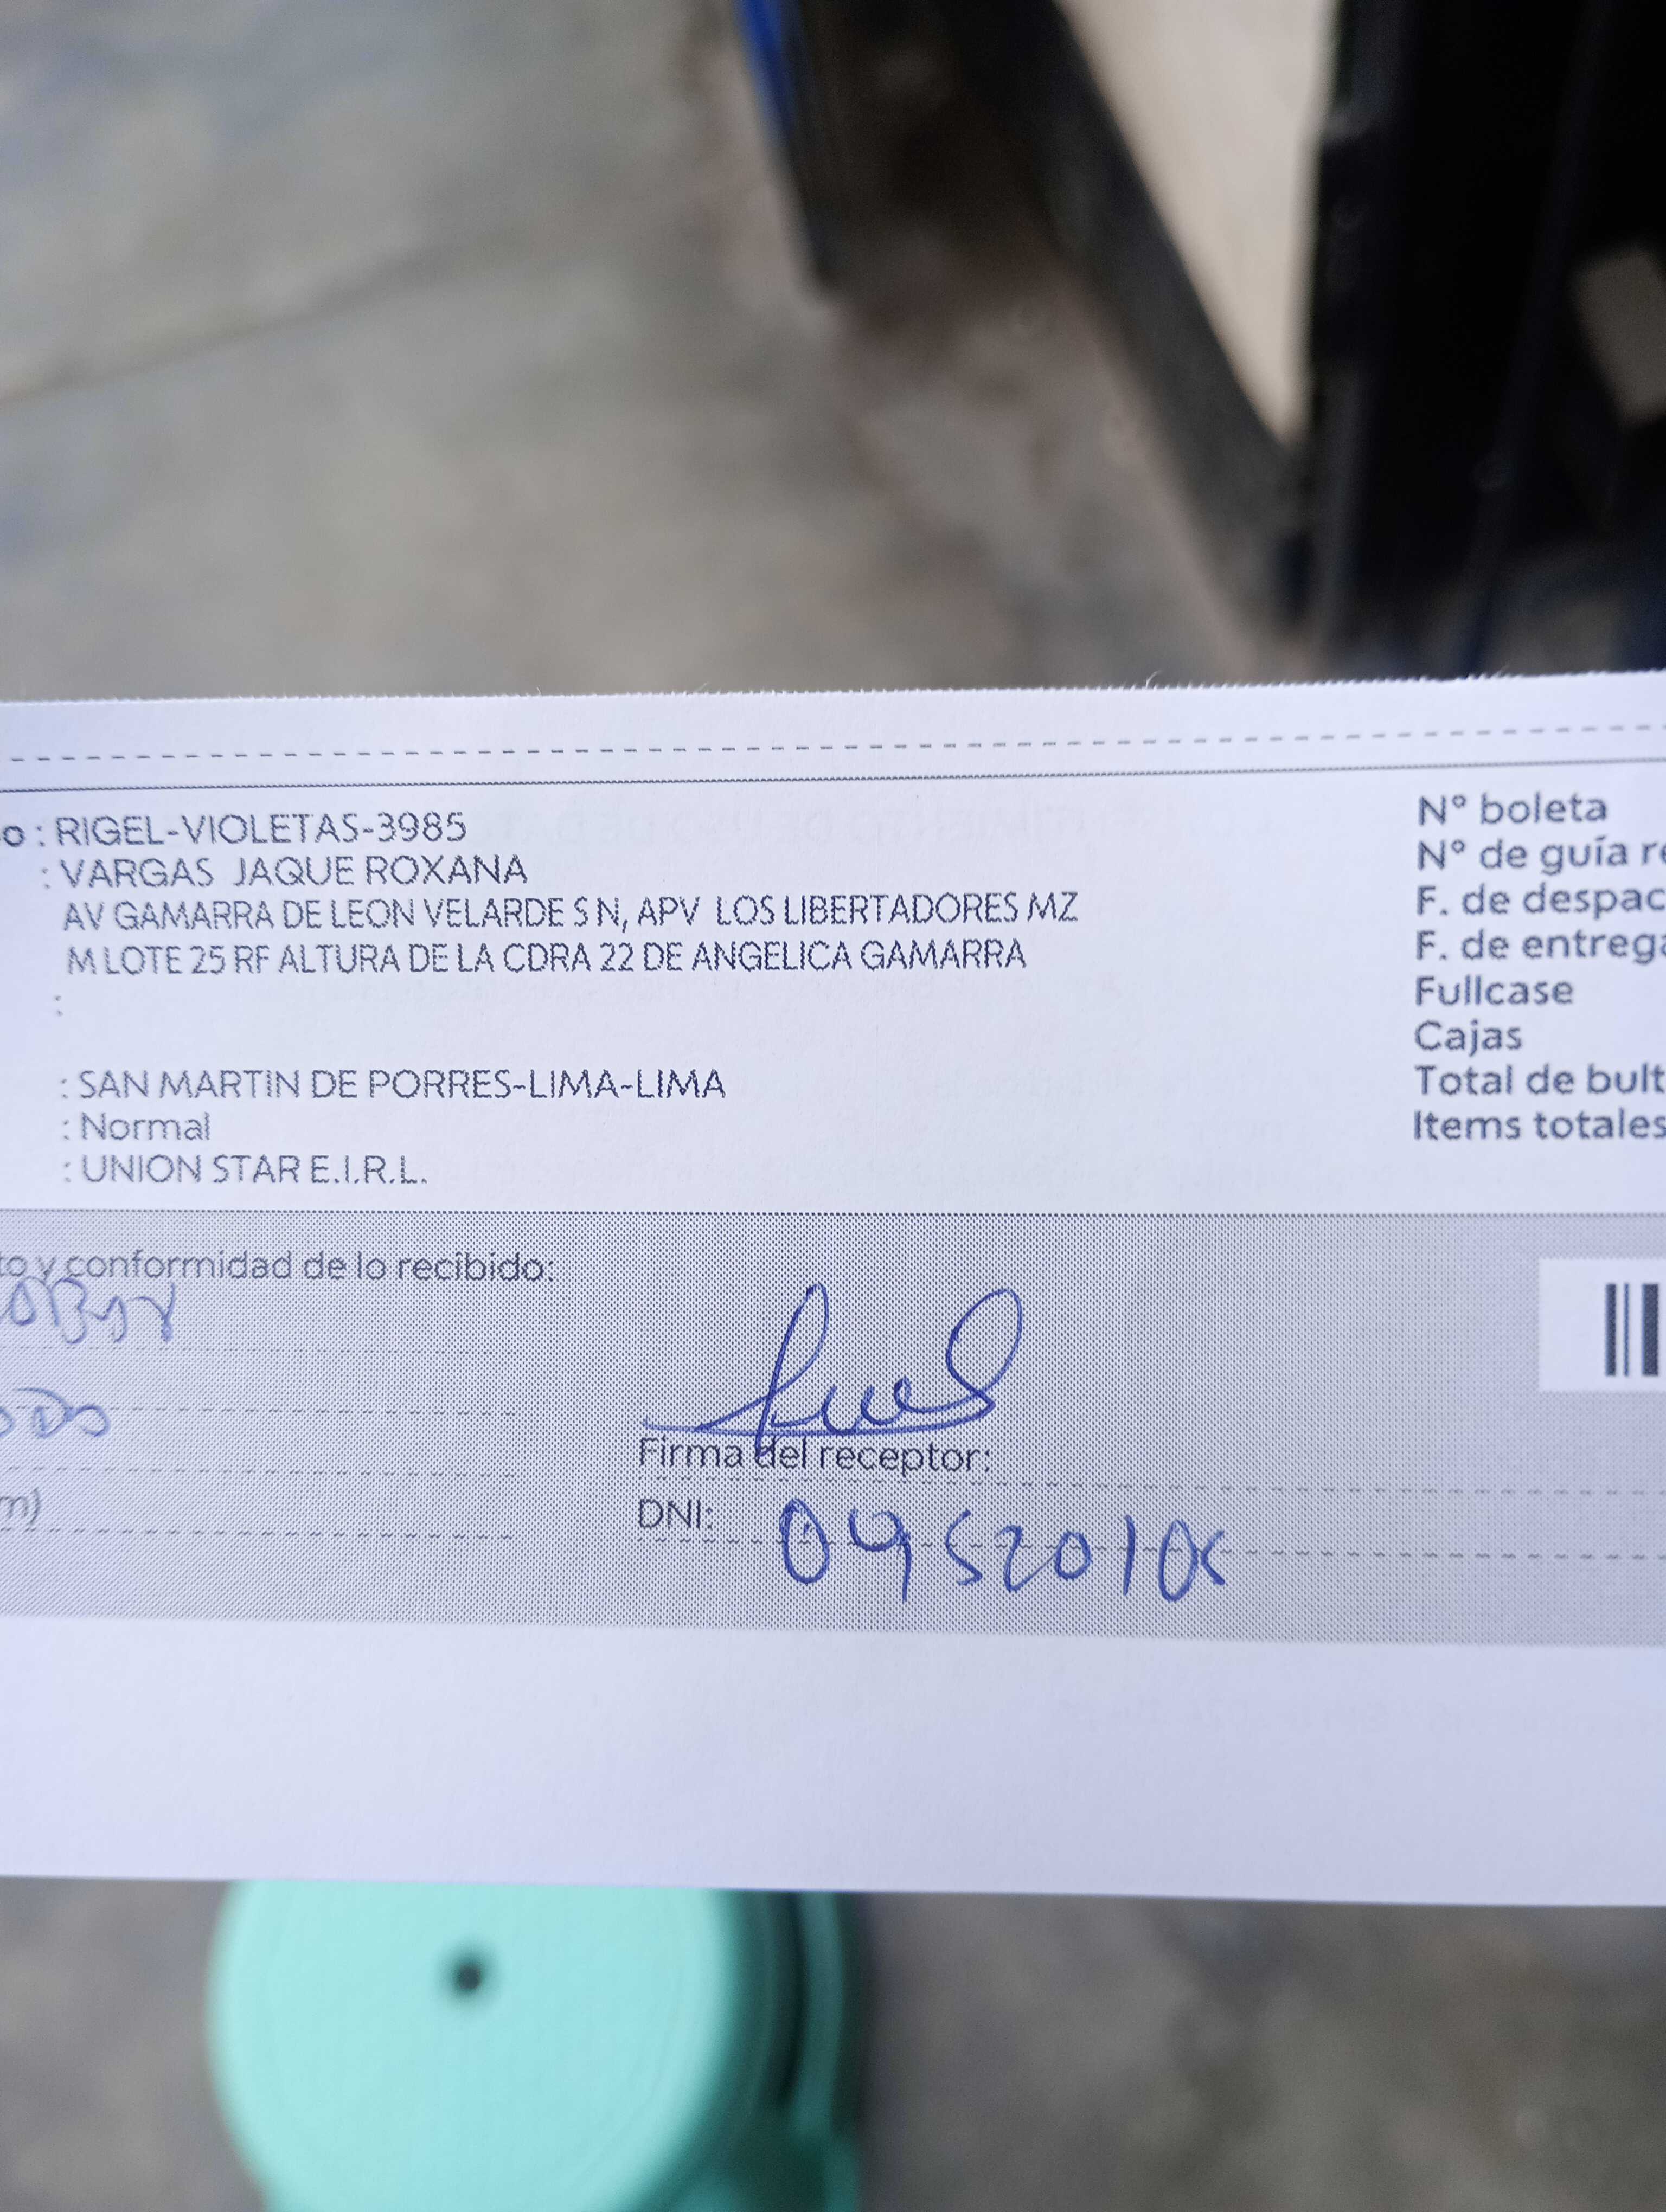 o : RIGEL-VIOLETAS-3985
: VARGAS JAQUE ROXANA
AV GAMARRA DE LEON VELARDE S N, APV LOS LIBERTADORES MZ
M LOTE 25 RF ALTURA DE LA CDRA 22 DE ANGELICA GAMARRA
:
: SAN MARTIN DE PORRES-LIMA-LIMA
: Normal
: UNION STAR E.I.R.L.
N° boleta
N° de guía re
F. de despac
F. de entrega
Fullcase
Cajas
Total de bult
Items totales
to y conformidad de lo recibido:
m)
Firma del receptor:
DNI: